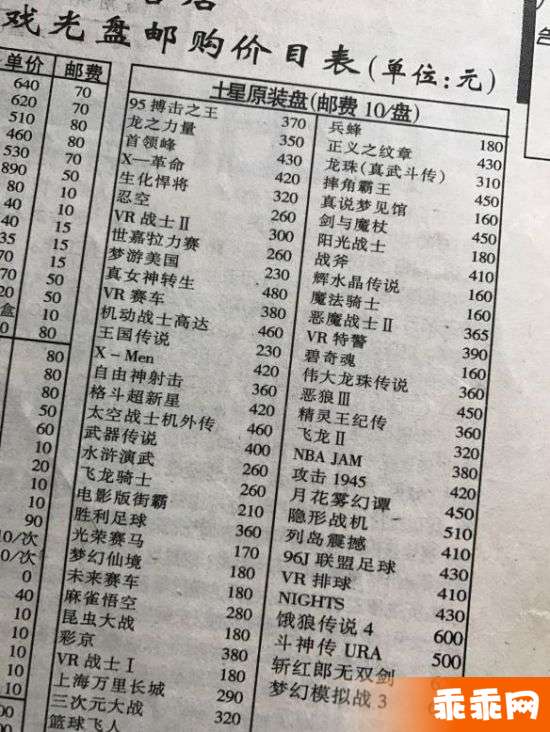 戏光盘邮购价目表(单位:元)
单价 邮费
640 70
620 70
510 80
460 80
530 70
890 50
80 10
40 10
35 15
70 15
70 50
20 50
盒 10
0 80
80
80
80
50
60
10
20
10
10
90
10/次
0/次
0
40
10
10
10
10
10
土星原装盘(邮费10/盘)
95搏击之王 370
龙之力量 350
首领峰 430
X—革命 420
生化悍将 320
忍空 260
VR战士Ⅱ 300
世嘉拉力赛 260
梦游美国 230
真女神转生 480
VR赛车 380
机动战士高达 460
王国传说 230
X-Men 420
自由神射击 360
格斗超新星 420
太空战士机外传 460
武器传说 400
水浒演武 260
飞龙骑士 260
电影版街霸 210
胜利足球 360
光荣赛马 170
梦幻仙境 180
未来赛车 180
麻雀悟空 280
昆虫大战 180
彩京 380
VR战士Ⅰ
上海万里长城 290
三次元大战 320
篮球飞人
兵蜂 180
正义之纹章 430
龙珠(真武斗传) 310
摔角霸王 450
真说梦见馆 160
剑与魔杖 450
阳光战士 180
战斧 410
辉水晶传说 160
魔法骑士 160
恶魔战士Ⅱ 365
VR特警 390
碧奇魂 160
伟大龙珠传说 360
恶狼Ⅲ 450
精灵王纪传 360
飞龙Ⅱ 320
NBA JAM 380
攻击1945 420
月花雾幻谭 450
隐形战机 510
列岛震撼 410
96J联盟足球 430
VR排球 410
NIGHTS 430
饿狼传说4 600
斗神传URA 500
斩红郎无双剑
梦幻模拟战3
乖乖网